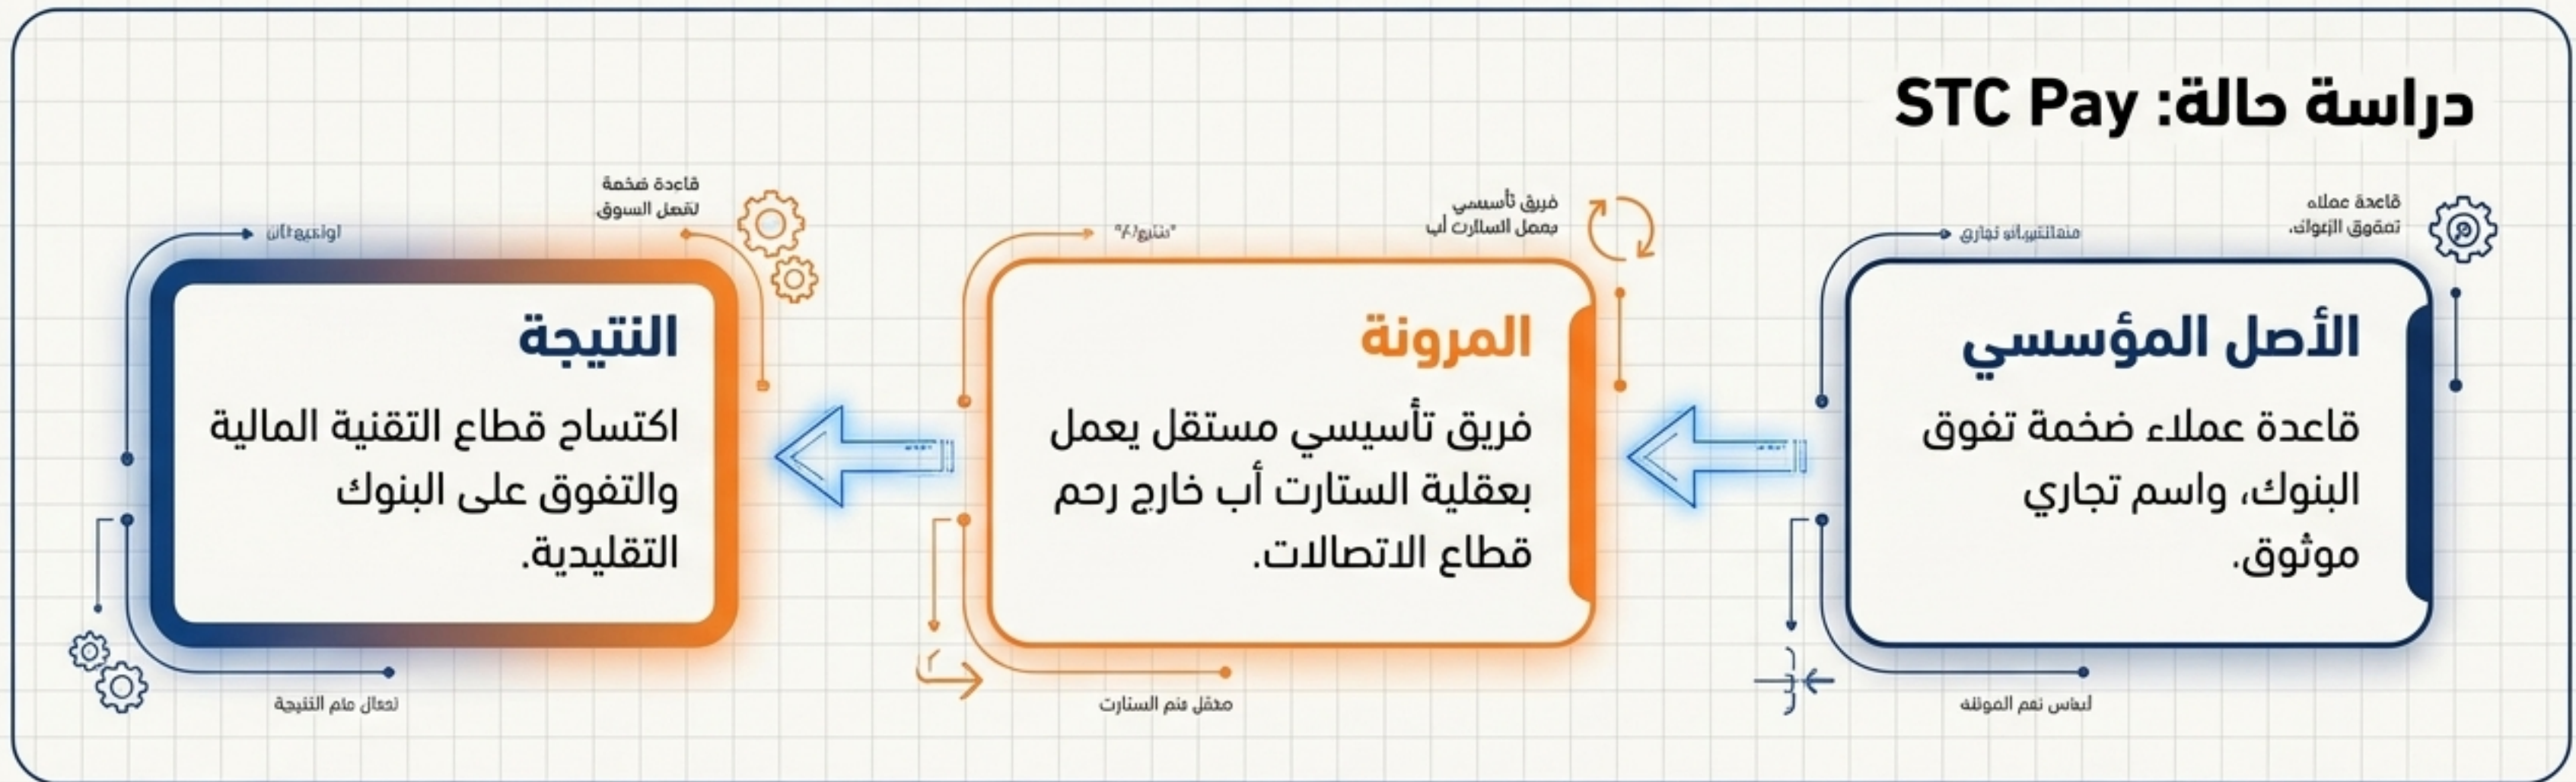 دراسة حالة: STC Pay
قاعدة عملاء
الأصل المؤسسي
قاعدة عملاء ضخمة تفوق
البنوك، واسم تجاري
موثوق.
فريق تأسيسي
المرونة
فريق تأسيسي مستقل يعمل
بعقلية الستارت أب خارج رحم
قطاع الاتصالات.
قاعدة ضخمة
السوق
النتيجة
اكتساح قطاع التقنية المالية
والتفوق على البنوك
التقليدية.